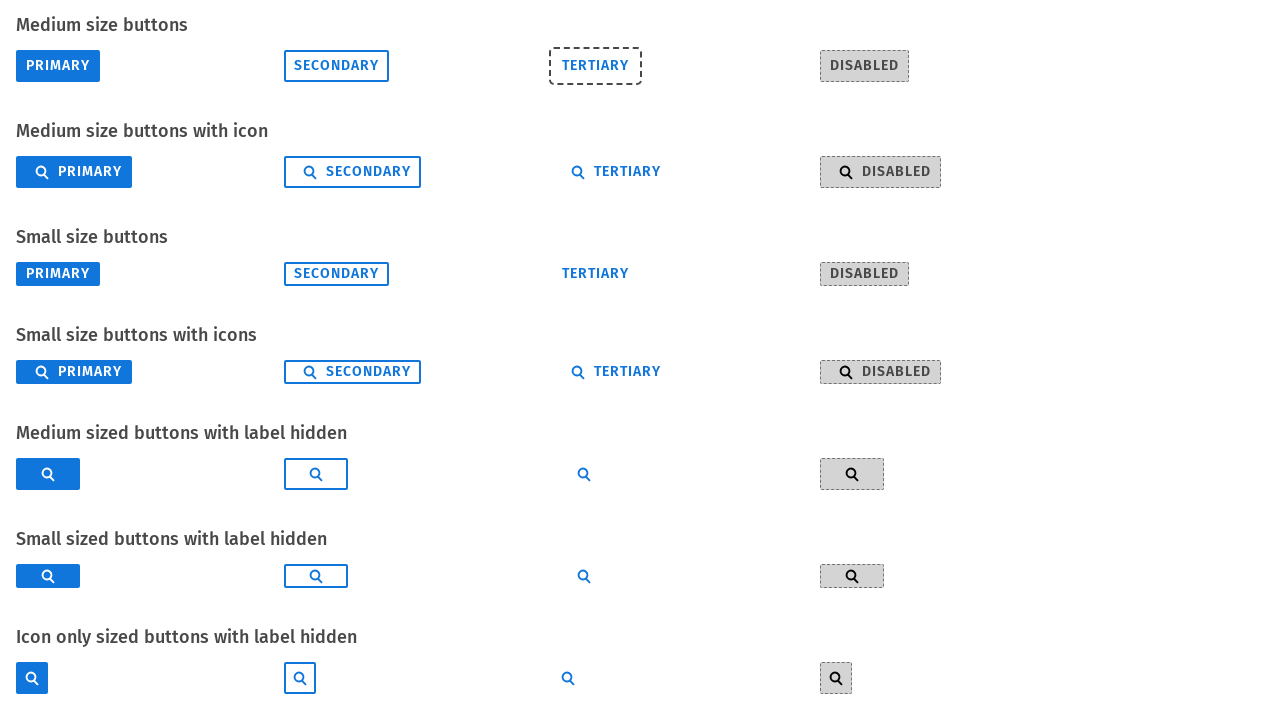 Medium size buttons
PRIMARY SECONDARY TERTIARY DISABLED
Medium size buttons with icon
PRIMARY SECONDARY TERTIARY DISABLED
Small size buttons
PRIMARY SECONDARY TERTIARY DISABLED
Small size buttons with icons
PRIMARY SECONDARY TERTIARY DISABLED
Medium sized buttons with label hidden
Small sized buttons with label hidden
Icon only sized buttons with label hidden